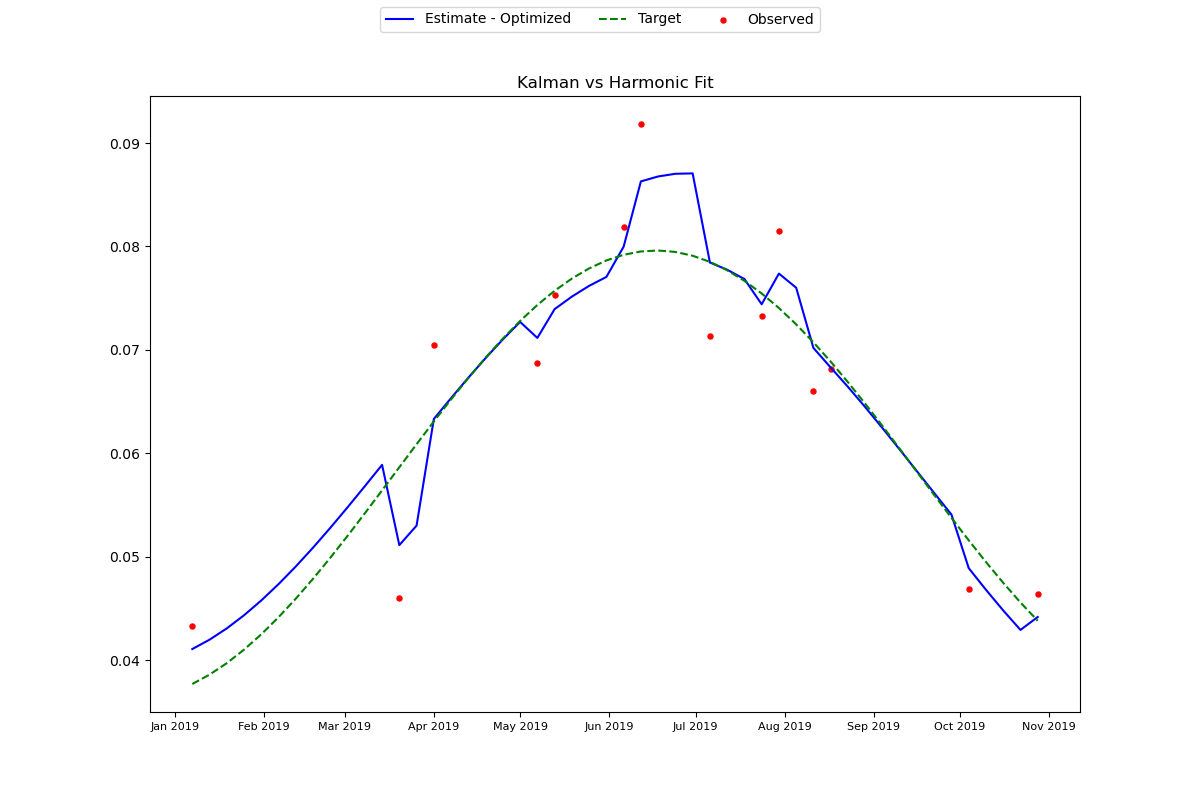 Estimate - Optimized Target Observed
Kalman vs Harmonic Fit
0.09
0.08
0.07
0.06
0.05
0.04
Jan 2019 Feb 2019 Mar 2019 Apr 2019 May 2019 Jun 2019 Jul 2019 Aug 2019 Sep 2019 Oct 2019 Nov 2019